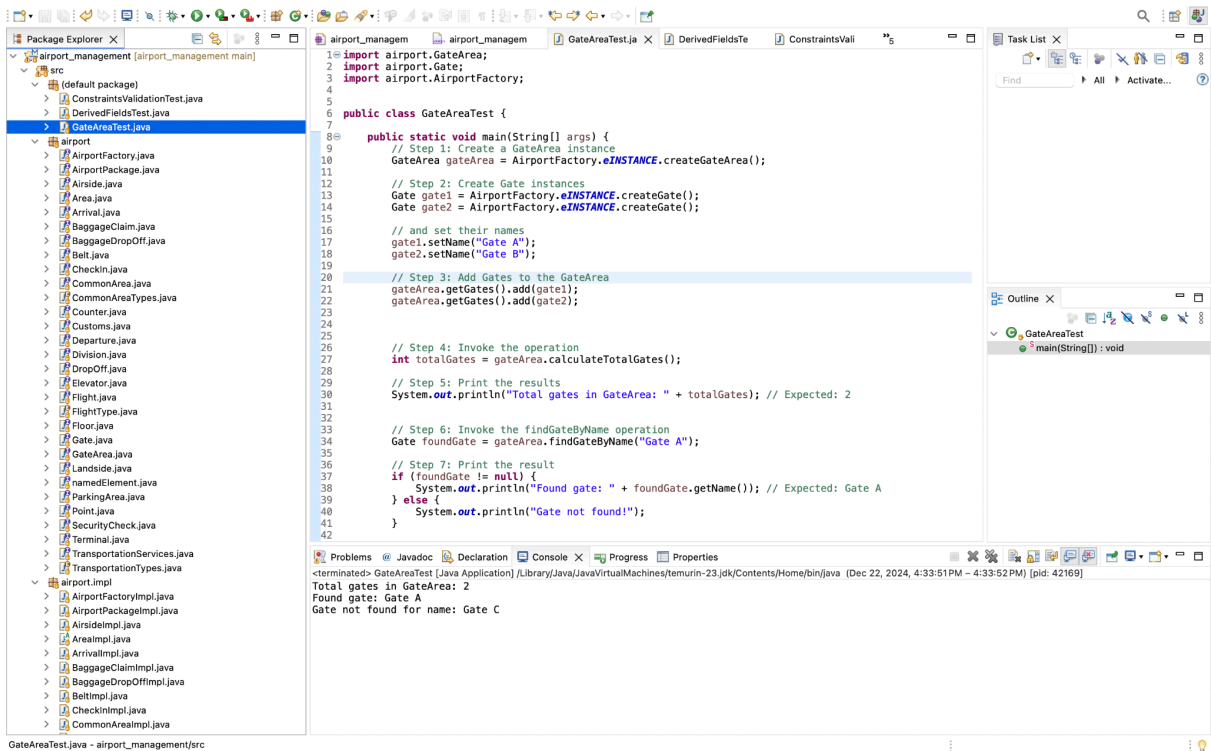 Package Explorer
airport_management [airport_management main]
src
(default package)
ConstraintsValidationTest.java
DerivedFieldsTest.java
GateAreaTest.java
airport
AirportFactory.java
AirportPackage.java
Airside.java
Area.java
Arrival.java
BaggageClaim.java
BaggageDropOff.java
Belt.java
CheckIn.java
CommonArea.java
CommonAreaTypes.java
Counter.java
Customs.java
Departure.java
Division.java
DropOff.java
Elevator.java
Flight.java
FlightType.java
Floor.java
Gate.java
GateArea.java
Landside.java
namedElement.java
ParkingArea.java
Point.java
SecurityCheck.java
Terminal.java
TransportationServices.java
TransportationTypes.java
airport.impl
AirportFactoryImpl.java
AirportPackageImpl.java
AirsideImpl.java
AreaImpl.java
ArrivalImpl.java
BaggageClaimImpl.java
BaggageDropOffImpl.java
BeltImpl.java
CheckInImpl.java
CommonAreaImpl.java
airport_managem airport_managem GateAreaTest.ja DerivedFieldsTe ConstraintsVali »5
1 import airport.GateArea;
2 import airport.Gate;
3 import airport.AirportFactory;
4
5
6 public class GateAreaTest {
7
8 public static void main(String[] args) {
9 // Step 1: Create a GateArea instance
10 GateArea gateArea = AirportFactory.eINSTANCE.createGateArea();
11
12 // Step 2: Create Gate instances
13 Gate gate1 = AirportFactory.eINSTANCE.createGate();
14 Gate gate2 = AirportFactory.eINSTANCE.createGate();
15
16 // and set their names
17 gate1.setName("Gate A");
18 gate2.setName("Gate B");
19
20 // Step 3: Add Gates to the GateArea
21 gateArea.getGates().add(gate1);
22 gateArea.getGates().add(gate2);
23
24
25
26 // Step 4: Invoke the operation
27 int totalGates = gateArea.calculateTotalGates();
28
29 // Step 5: Print the results
30 System.out.println("Total gates in GateArea: " + totalGates); // Expected: 2
31
32
33 // Step 6: Invoke the findGateByName operation
34 Gate foundGate = gateArea.findGateByName("Gate A");
35
36 // Step 7: Print the result
37 if (foundGate != null) {
38 System.out.println("Found gate: " + foundGate.getName()); // Expected: Gate A
39 } else {
40 System.out.println("Gate not found!");
41 }
42
Task List
Find All Activate...
Outline
GateAreaTest
main(String[]) : void
Problems @ Javadoc Declaration Console Progress Properties
<terminated> GateAreaTest [Java Application] /Library/Java/JavaVirtualMachines/temurin-23.jdk/Contents/Home/bin/java (Dec 22, 2024, 4:33:51 PM – 4:33:52 PM) [pid: 42169]
Total gates in GateArea: 2
Found gate: Gate A
Gate not found for name: Gate C
GateAreaTest.java - airport_management/src